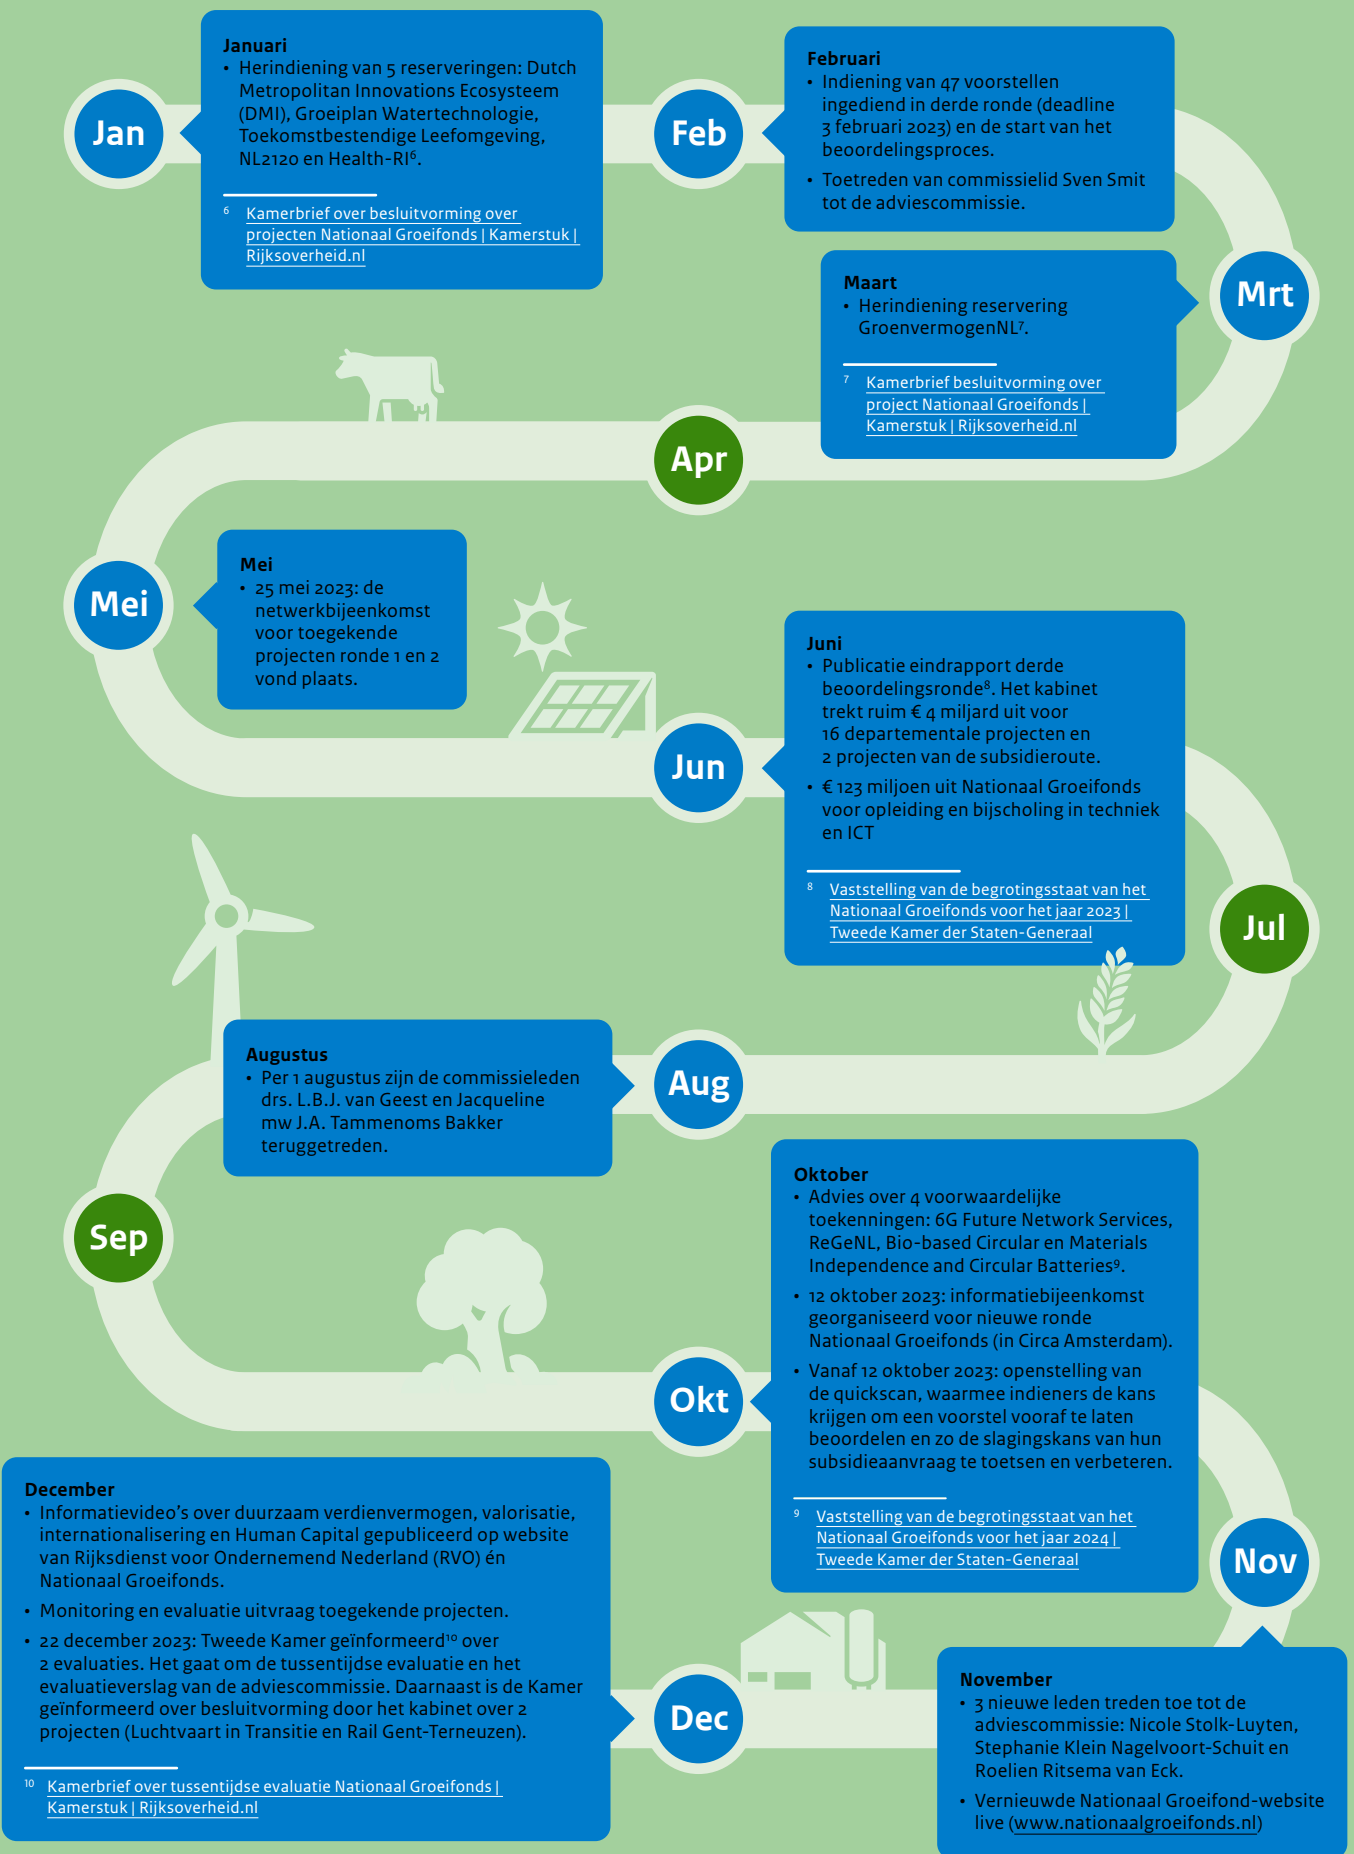 Jan
Januari
• Herindiening van 5 reserveringen: Dutch
Metropolitan Innovations Ecosysteem
(DMI), Groeiplan Watertechnologie,
Toekomstbestendige Leefomgeving,
NL2120 en Health-RI⁶.
⁶ Kamerbrief over besluitvorming over
projecten Nationaal Groeifonds | Kamerstuk |
Rijksoverheid.nl
Feb
Februari
• Indiening van 47 voorstellen
ingediend in derde ronde (deadline
3 februari 2023) en de start van het
beoordelingsproces.
• Toetreden van commissielid Sven Smit
tot de adviescommissie.
Mrt
Maart
• Herindiening reservering
GroenvermogenNL⁷.
⁷ Kamerbrief besluitvorming over
project Nationaal Groeifonds |
Kamerstuk | Rijksoverheid.nl
Apr
Mei
Mei
• 25 mei 2023: de
netwerkbijeenkomst
voor toegekende
projecten ronde 1 en 2
vond plaats.
Jun
Juni
• Publicatie eindrapport derde
beoordelingsronde⁸. Het kabinet
trekt ruim € 4 miljard uit voor
16 departementale projecten en
2 projecten van de subsidieroute.
• € 123 miljoen uit Nationaal Groeifonds
voor opleiding en bijscholing in techniek
en ICT
⁸ Vaststelling van de begrotingsstaat van het
Nationaal Groeifonds voor het jaar 2023 |
Tweede Kamer der Staten-Generaal
Jul
Aug
Augustus
• Per 1 augustus zijn de commissieleden
drs. L.B.J. van Geest en Jacqueline
mw J.A. Tammenoms Bakker
teruggetreden.
Sep
Okt
Oktober
• Advies over 4 voorwaardelijke
toekenningen: 6G Future Network Services,
ReGeNL, Bio-based Circular en Materials
Independence and Circular Batteries⁹.
• 12 oktober 2023: informatiebijeenkomst
georganiseerd voor nieuwe ronde
Nationaal Groeifonds (in Circa Amsterdam).
• Vanaf 12 oktober 2023: openstelling van
de quickscan, waarmee indieners de kans
krijgen om een voorstel vooraf te laten
beoordelen en zo de slagingskans van hun
subsidieaanvraag te toetsen en verbeteren.
⁹ Vaststelling van de begrotingsstaat van het
Nationaal Groeifonds voor het jaar 2024 |
Tweede Kamer der Staten-Generaal
Nov
November
• 3 nieuwe leden treden toe tot de
adviescommissie: Nicole Stolk-Luyten,
Stephanie Klein Nagelvoort-Schuit en
Roelien Ritsema van Eck.
• Vernieuwde Nationaal Groeifond-website
live (www.nationaalgroeifonds.nl)
Dec
December
• Informatievideo’s over duurzaam verdienvermogen, valorisatie,
internationalisering en Human Capital gepubliceerd op website
van Rijksdienst voor Ondernemend Nederland (RVO) én
Nationaal Groeifonds.
• Monitoring en evaluatie uitvraag toegekende projecten.
• 22 december 2023: Tweede Kamer geïnformeerd¹⁰ over
2 evaluaties. Het gaat om de tussentijdse evaluatie en het
evaluatieverslag van de adviescommissie. Daarnaast is de Kamer
geïnformeerd over besluitvorming door het kabinet over 2
projecten (Luchtvaart in Transitie en Rail Gent-Terneuzen).
¹⁰ Kamerbrief over tussentijdse evaluatie Nationaal Groeifonds |
Kamerstuk | Rijksoverheid.nl